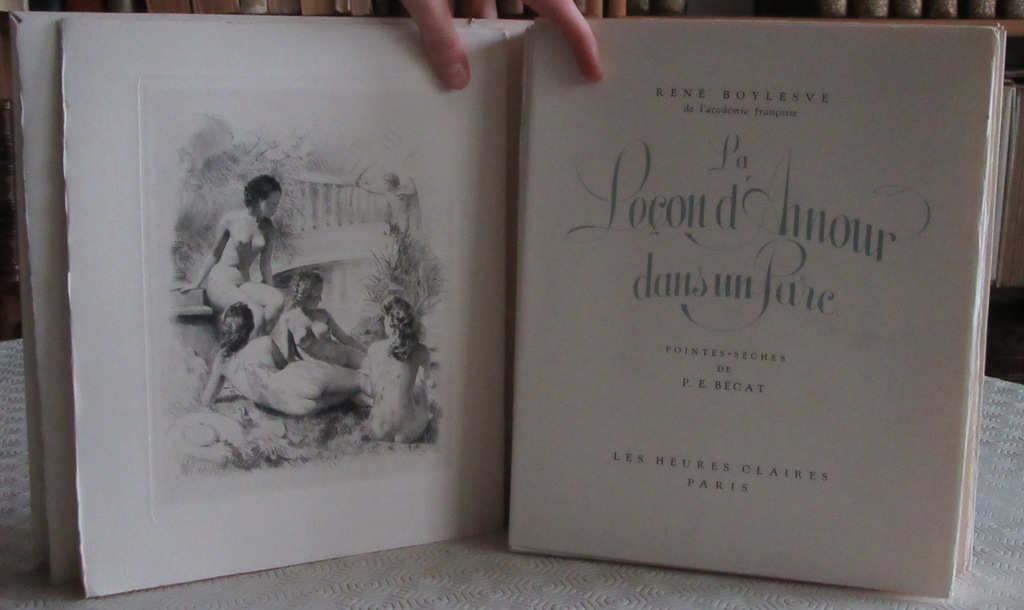 RENÉ BOYLESVE
de l'académie française
La
Leçon d'Amour
dans un Parc
POINTES-SÈCHES
DE
P. E. BÉCAT
LES HEURES CLAIRES
PARIS